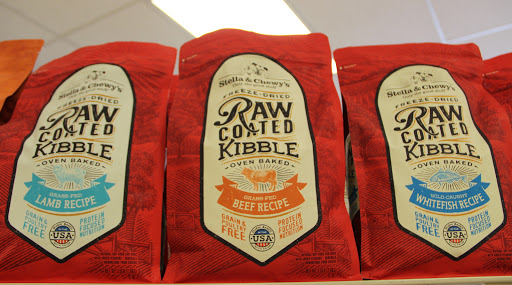 Stella & Chewy's
FREEZE-DRIED
RAW
COATED
KIBBLE
OVEN BAKED
GRASS-FED
LAMB RECIPE
GRAIN &
POULTRY
FREE
USA
PROTEIN
FOCUSED
NUTRITION
Stella & Chewy's
FREEZE-DRIED
RAW
COATED
KIBBLE
OVEN BAKED
GRASS-FED
BEEF RECIPE
GRAIN &
POULTRY
FREE
USA
PROTEIN
FOCUSED
NUTRITION
Stella & Chewy's
FREEZE-DRIED
RAW
COATED
KIBBLE
OVEN BAKED
WILD-CAUGHT
WHITEFISH RECIPE
GRAIN &
POULTRY
FREE
USA
PROTEIN
FOCUSED
NUTRITION